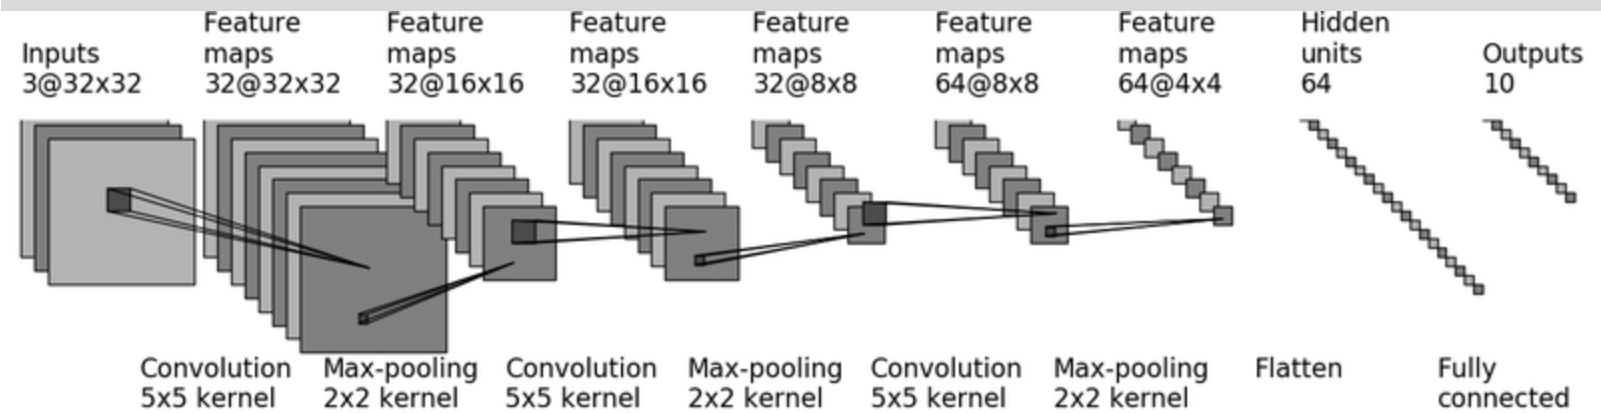 Inputs
3@32x32
Feature
maps
32@32x32
Feature
maps
32@16x16
Feature
maps
32@16x16
Feature
maps
32@8x8
Feature
maps
64@8x8
Feature
maps
64@4x4
Hidden
units
64
Outputs
10
Convolution
5x5 kernel
Max-pooling
2x2 kernel
Convolution
5x5 kernel
Max-pooling
2x2 kernel
Convolution
5x5 kernel
Max-pooling
2x2 kernel
Flatten
Fully
connected